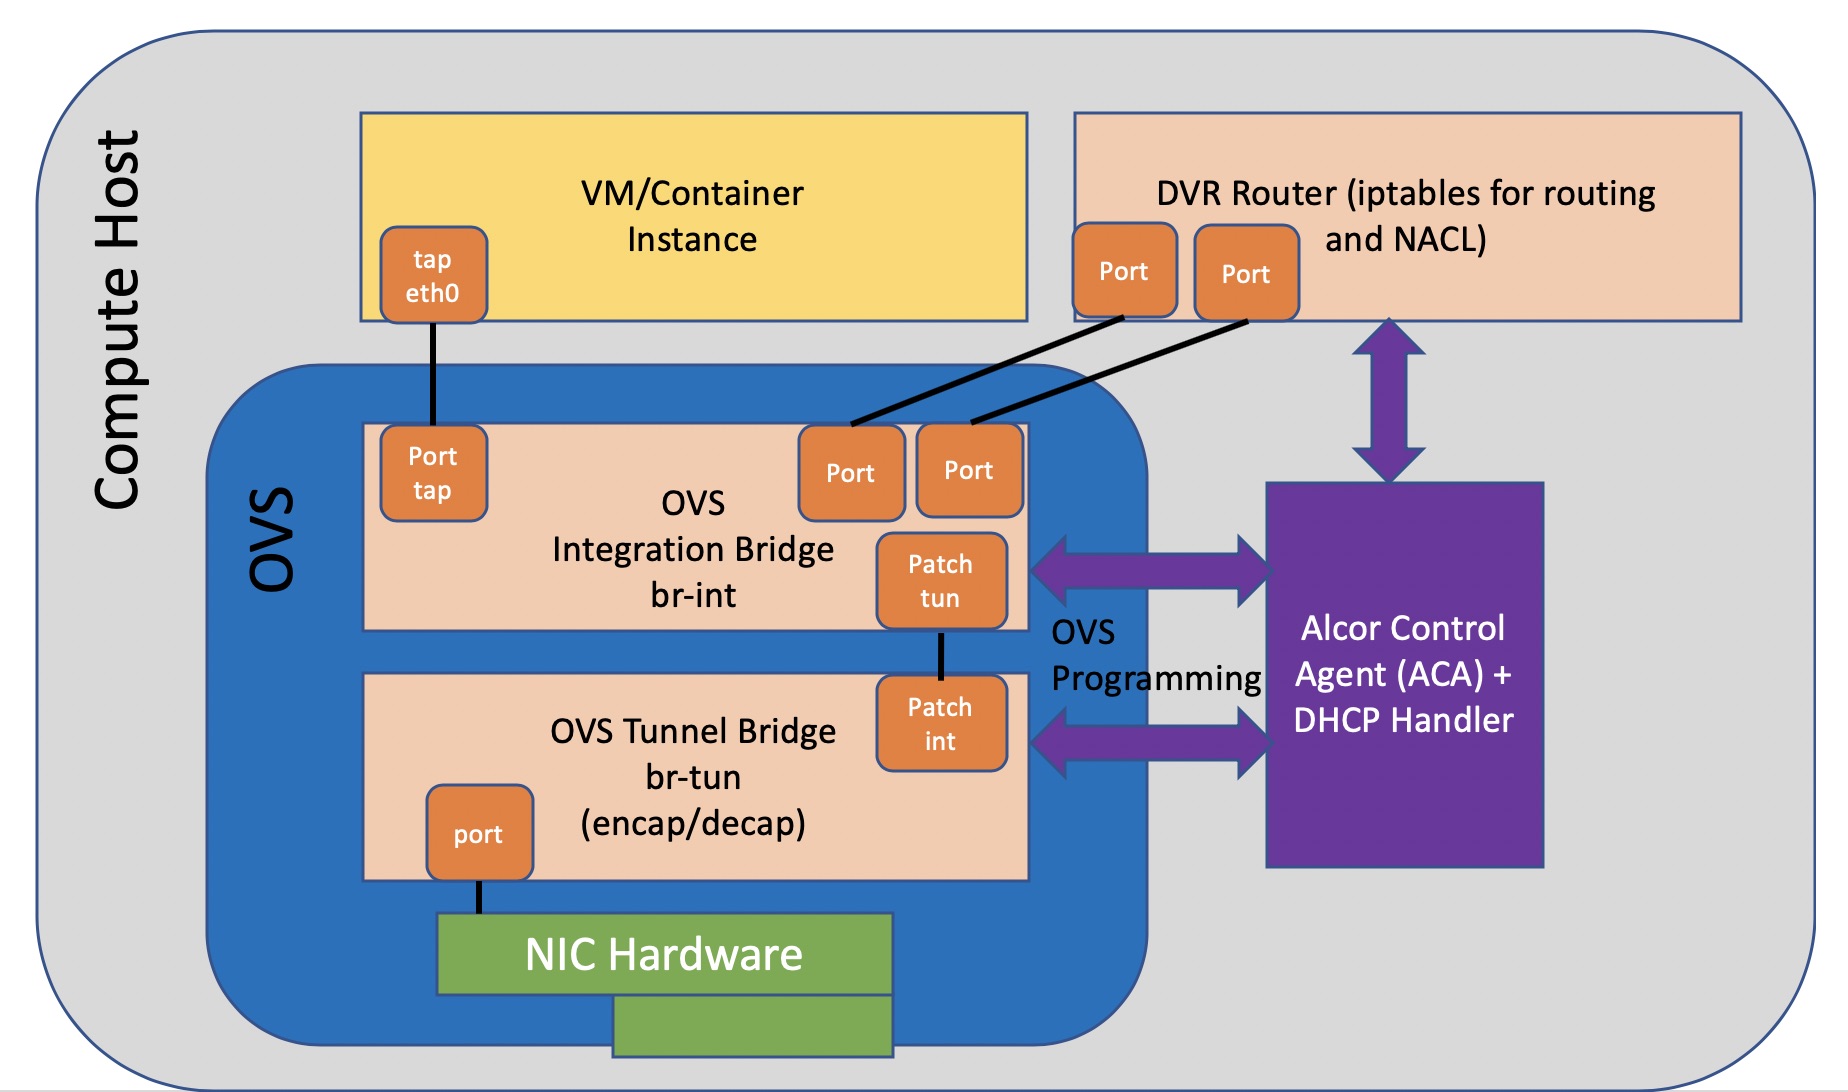 Compute Host
VM/Container
Instance
tap
eth0
DVR Router (iptables for routing
and NACL)
Port
Port
OVS
Port
tap
Port
Port
OVS
Integration Bridge
br-int
Patch
tun
OVS
Programming
Alcor Control
Agent (ACA) +
DHCP Handler
Patch
int
OVS Tunnel Bridge
br-tun
(encap/decap)
port
NIC Hardware